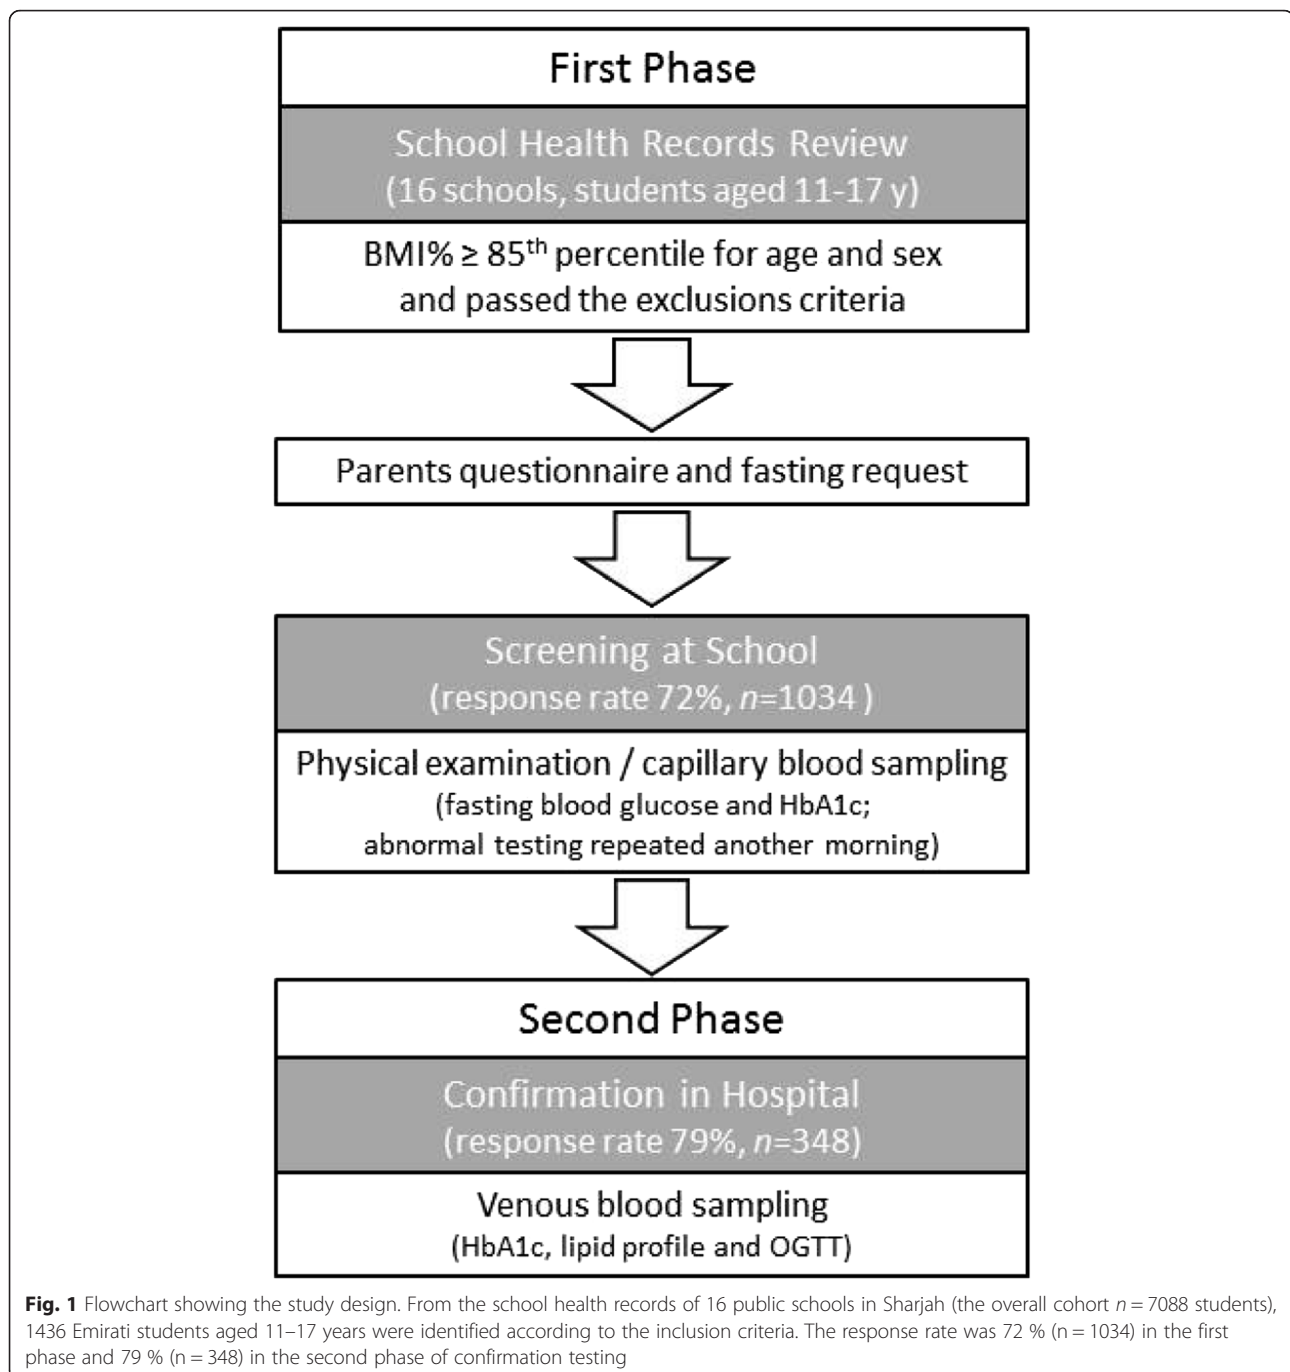 First Phase
School Health Records Review
(16 schools, students aged 11-17 y)
BMI% ≥ 85th percentile for age and sex
and passed the exclusions criteria
Parents questionnaire and fasting request
Screening at School
(response rate 72%, n=1034 )
Physical examination / capillary blood sampling
(fasting blood glucose and HbA1c;
abnormal testing repeated another morning)
Second Phase
Confirmation in Hospital
(response rate 79%, n=348)
Venous blood sampling
(HbA1c, lipid profile and OGTT)
Fig. 1 Flowchart showing the study design. From the school health records of 16 public schools in Sharjah (the overall cohort n = 7088 students),
1436 Emirati students aged 11–17 years were identified according to the inclusion criteria. The response rate was 72 % (n = 1034) in the first
phase and 79 % (n = 348) in the second phase of confirmation testing